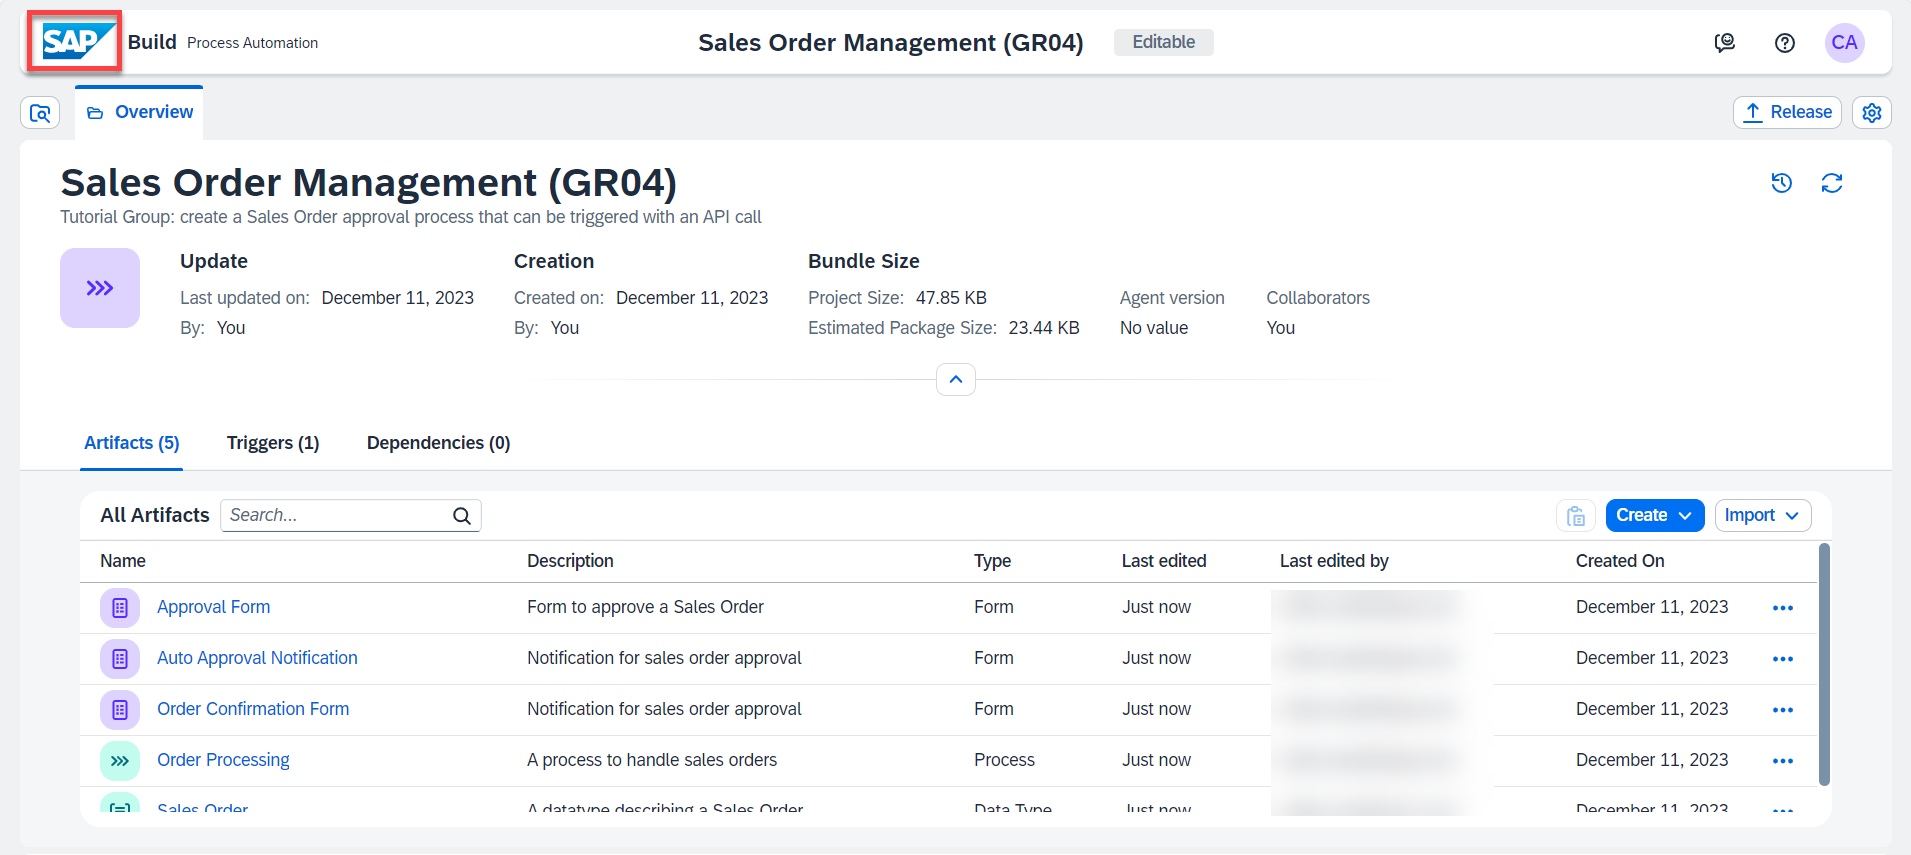 SAP Build Process Automation Sales Order Management (GR04) Editable CA
Overview Release
Sales Order Management (GR04)
Tutorial Group: create a Sales Order approval process that can be triggered with an API call
Update Creation Bundle Size
Last updated on: December 11, 2023 Created on: December 11, 2023 Project Size: 47.85 KB Agent version Collaborators
By: You By: You Estimated Package Size: 23.44 KB No value You
Artifacts (5) Triggers (1) Dependencies (0)
All Artifacts Search... Create Import
Name Description Type Last edited Last edited by Created On
Approval Form Form to approve a Sales Order Form Just now December 11, 2023
Auto Approval Notification Notification for sales order approval Form Just now December 11, 2023
Order Confirmation Form Notification for sales order approval Form Just now December 11, 2023
Order Processing A process to handle sales orders Process Just now December 11, 2023
Sales Order A datatype describing a Sales Order Data Type Just now December 11, 2023